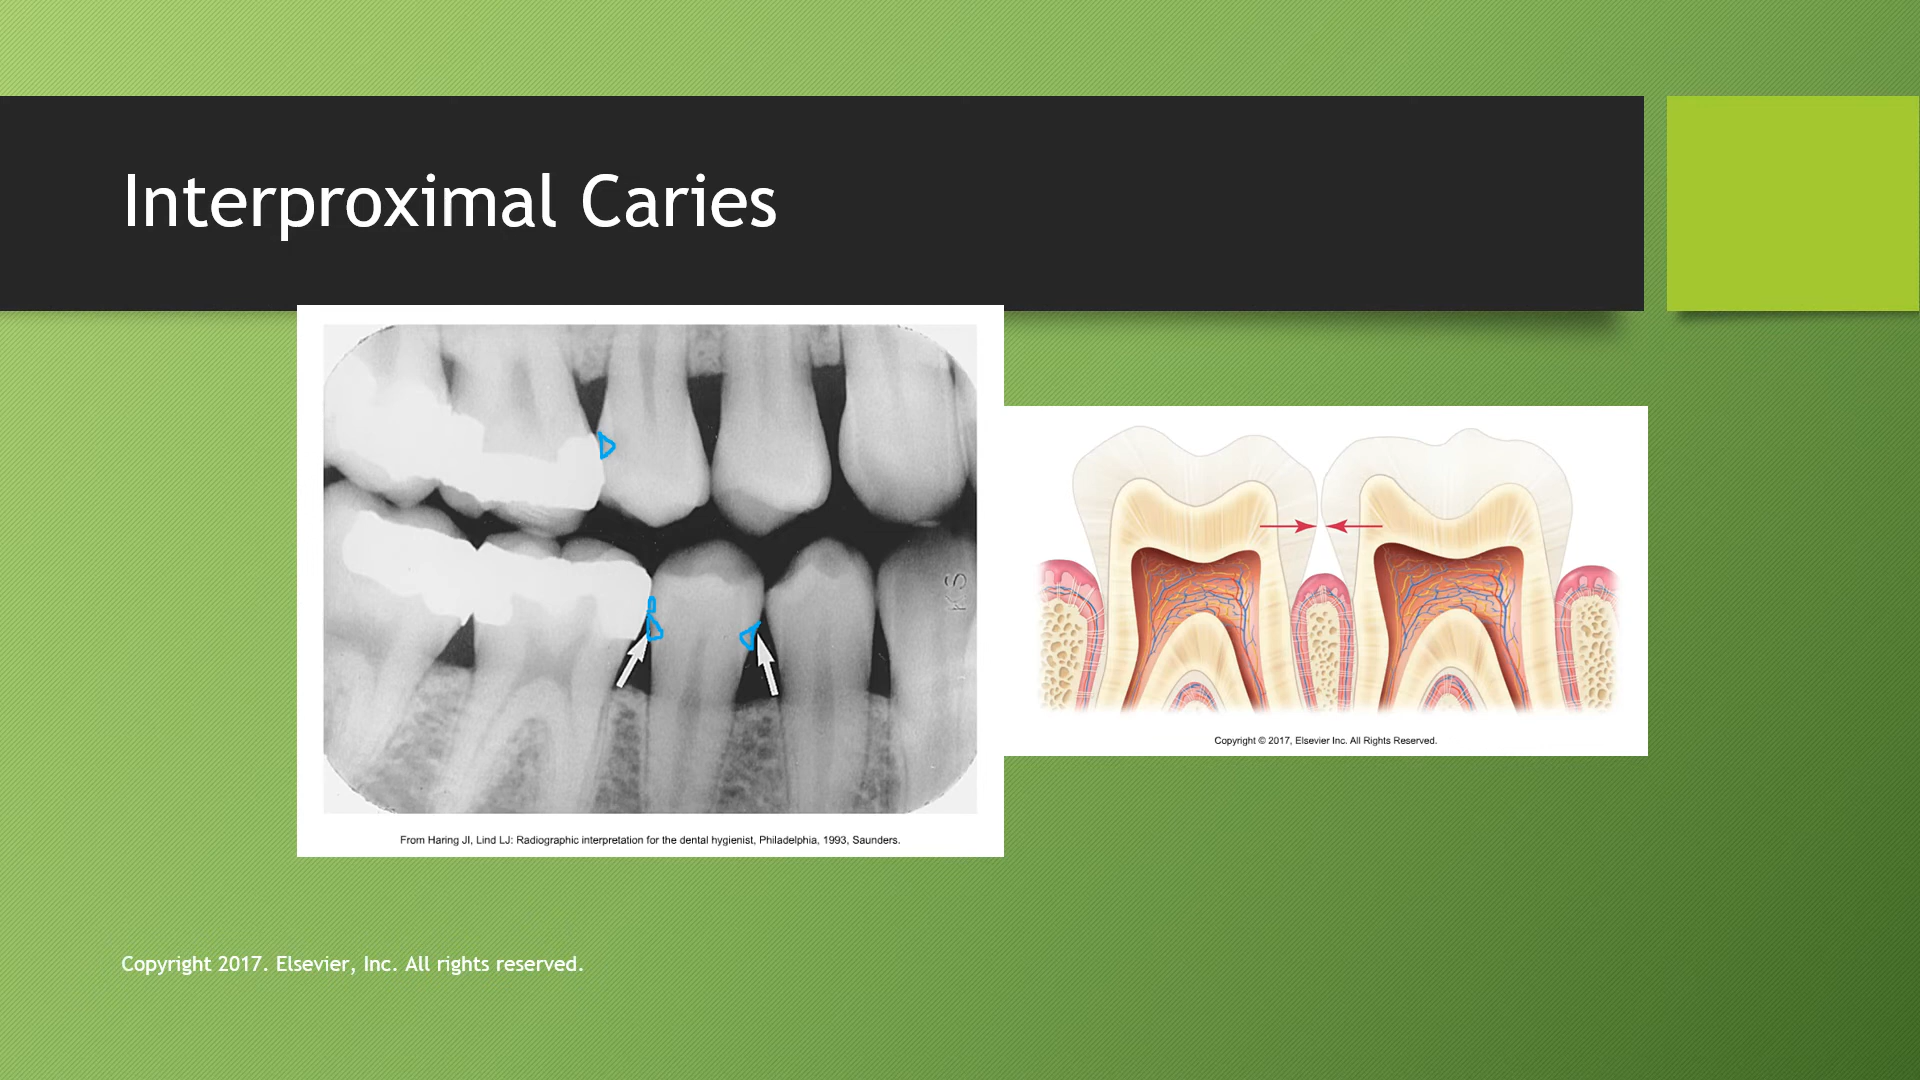 Interproximal Caries
KS
From Haring JI, Lind LJ: Radiographic interpretation for the dental hygienist, Philadelphia, 1993, Saunders.
Copyright © 2017, Elsevier Inc. All Rights Reserved.
Copyright 2017. Elsevier, Inc. All rights reserved.